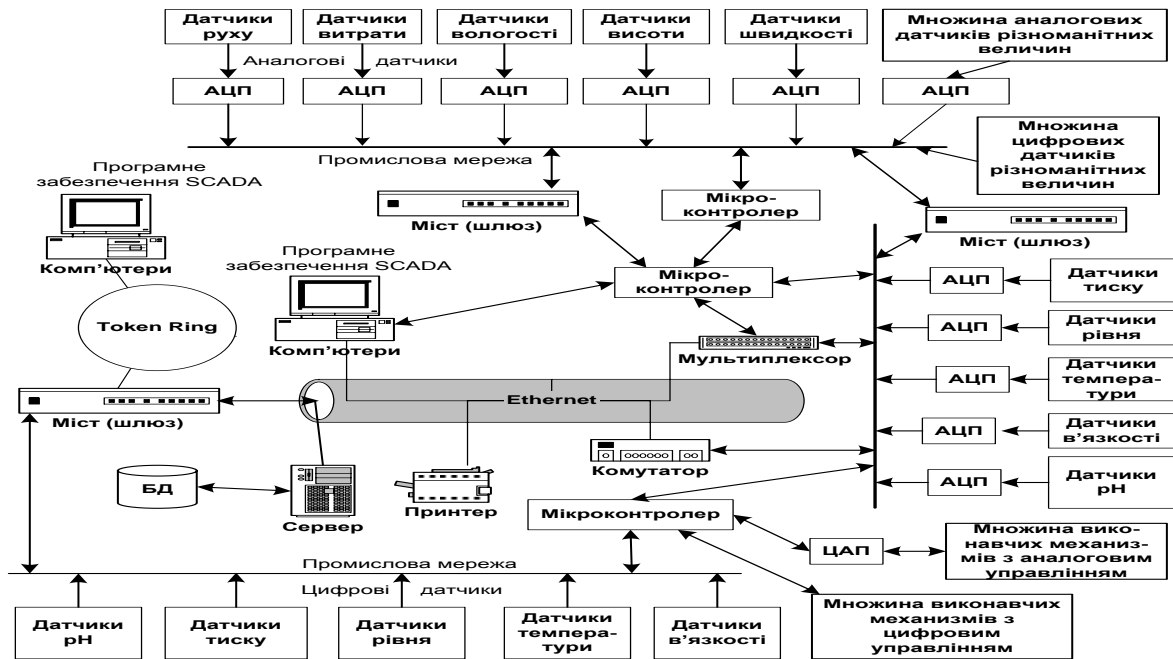 Датчики руху
Датчики витрати
Датчики вологості
Датчики висоти
Датчики швидкості
Множина аналогових
датчиків різноманітних
величин
Аналогові датчики
АЦП
АЦП
АЦП
АЦП
АЦП
АЦП
Множина
цифрових
датчиків
різноманітних
величин
Промислова мережа
Програмне
забезпечення SCADA
Комп'ютери
Міст (шлюз)
Мікро-
контролер
Міст (шлюз)
Програмне
забезпечення SCADA
Комп'ютери
Мікро-
контролер
АЦП
Датчики
тиску
Token Ring
Мультиплексор
АЦП
Датчики
рівня
АЦП
Датчики
темпера-
тури
Міст (шлюз)
Ethernet
АЦП
Датчики
в'язкості
Комутатор
АЦП
Датчики
рН
БД
Сервер
Принтер
Мікроконтролер
ЦАП
Множина вико-
навчих механіз-
мів з аналоговим
управлінням
Промислова мережа
Цифрові датчики
Датчики
рН
Датчики
тиску
Датчики
рівня
Датчики
темпера-
тури
Датчики
в'язкості
Множина виконавчих
механізмів з
цифровим
управлінням